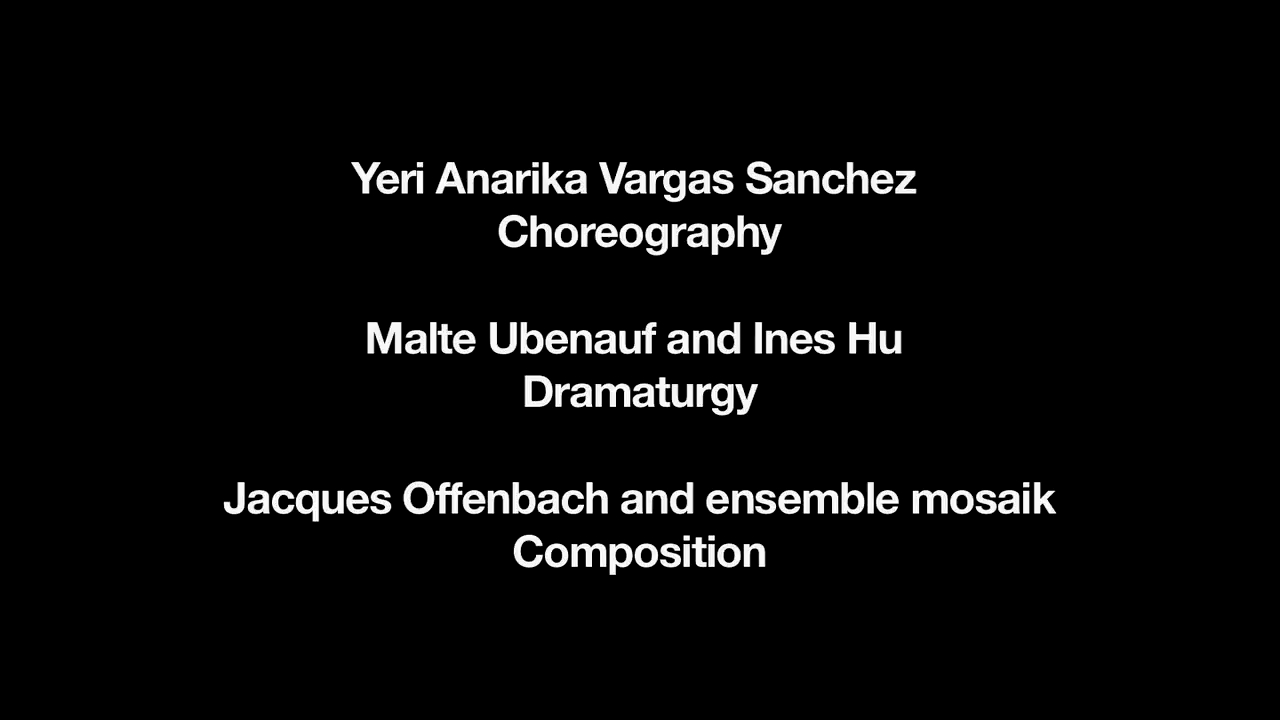 Yeri Anarika Vargas Sanchez
Choreography
Malte Ubenauf and Ines Hu
Dramaturgy
Jacques Offenbach and ensemble mosaik
Composition